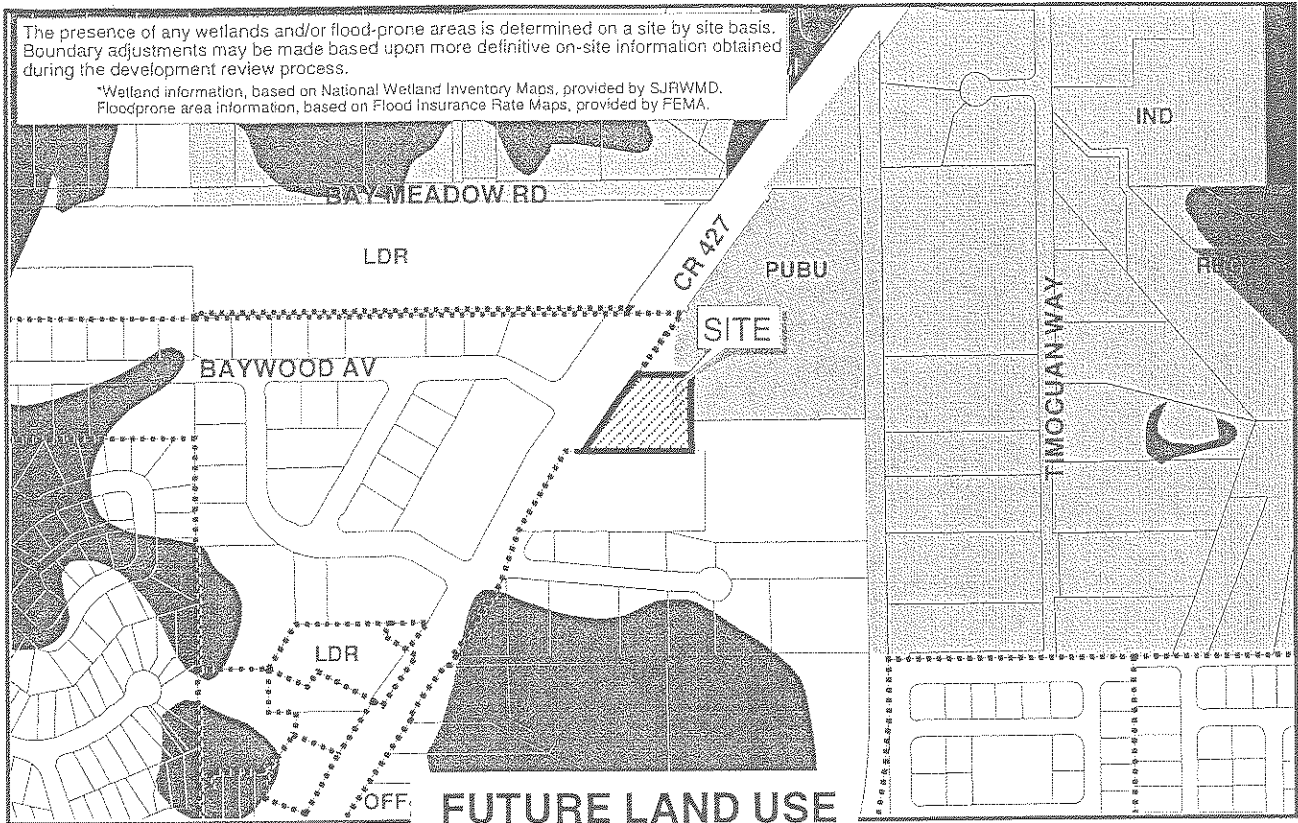 The presence of any wetlands and/or flood-prone areas is determined on a site by site basis.
Boundary adjustments may be made based upon more definitive on-site information obtained
during the development review process.
*Wetland information, based on National Wetland Inventory Maps, provided by SJRWMD.
Floodprone area information, based on Flood Insurance Rate Maps, provided by FEMA.
IND
BAY MEADOW RD
LDR
CR 427
PUBU
REC
SITE
BAYWOOD AV
TIMOCUAN WAY
LDR
OFF
FUTURE LAND USE